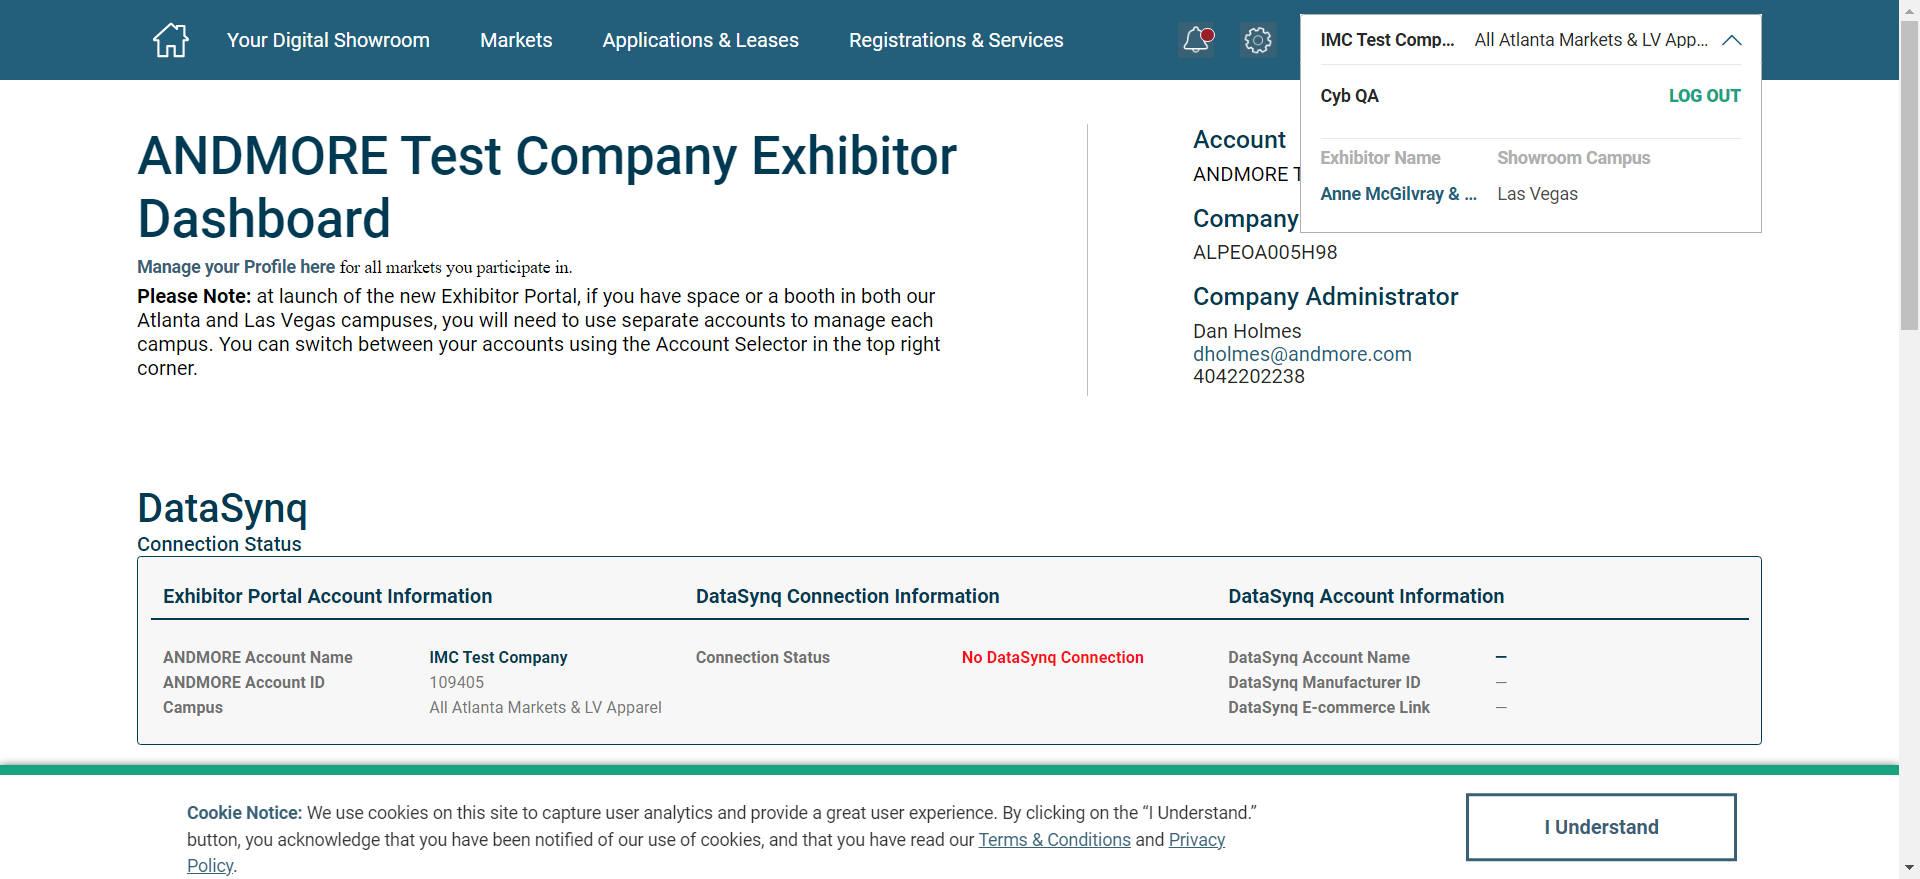 Your Digital Showroom
Markets
Applications & Leases
Registrations & Services
IMC Test Comp...
All Atlanta Markets & LV App...
Cyb QA
LOG OUT
Exhibitor Name
Showroom Campus
Anne McGilvray & ...
Las Vegas
ANDMORE Test Company Exhibitor
Dashboard
Manage your Profile here for all markets you participate in.
Please Note: at launch of the new Exhibitor Portal, if you have space or a booth in both our
Atlanta and Las Vegas campuses, you will need to use separate accounts to manage each
campus. You can switch between your accounts using the Account Selector in the top right
corner.
Account
ANDMORE T
Company
ALPEOA005H98
Company Administrator
Dan Holmes
dholmes@andmore.com
4042202238
DataSynq
Connection Status
Exhibitor Portal Account Information
DataSynq Connection Information
DataSynq Account Information
ANDMORE Account Name
IMC Test Company
Connection Status
No DataSynq Connection
DataSynq Account Name
—
ANDMORE Account ID
109405
DataSynq Manufacturer ID
—
Campus
All Atlanta Markets & LV Apparel
DataSynq E-commerce Link
—
Cookie Notice: We use cookies on this site to capture user analytics and provide a great user experience. By clicking on the “I Understand.”
button, you acknowledge that you have been notified of our use of cookies, and that you have read our Terms & Conditions and Privacy
Policy.
I Understand